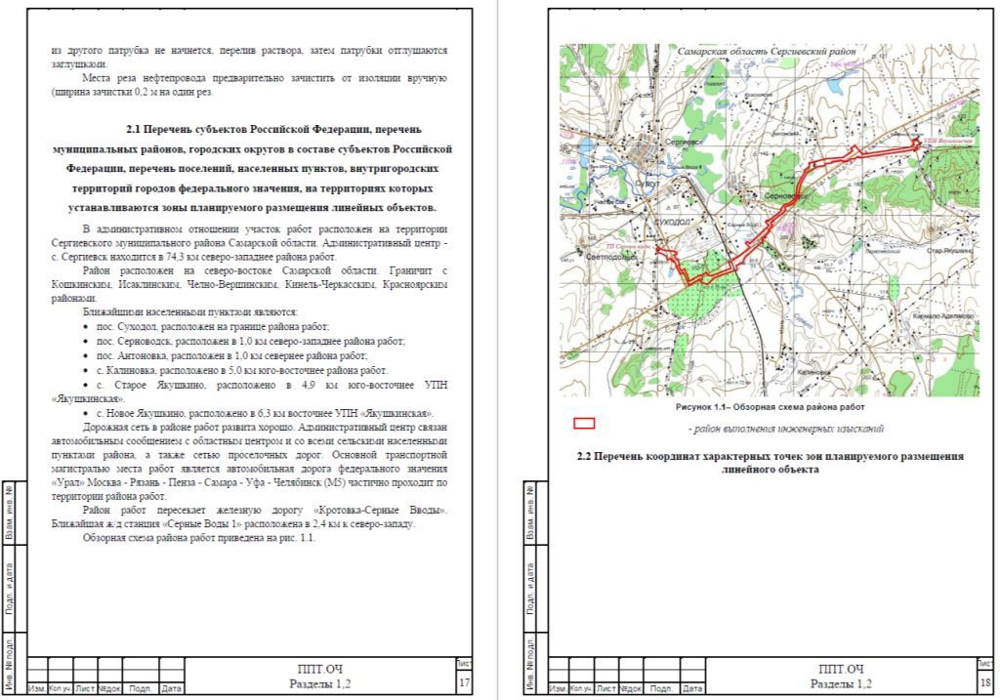 из другого патрубка не начнется, перелив раствора, затем патрубки отглушаются
заглушками.
Места реза нефтепровода предварительно зачистить от изоляции вручную
(ширина зачистки 0,2 м на один рез.
2.1 Перечень субъектов Российской Федерации, перечень
муниципальных районов, городских округов в составе субъектов Российской
Федерации, перечень поселений, населенных пунктов, внутригородских
территорий городов федерального значения, на территориях которых
устанавливаются зоны планируемого размещения линейных объектов.
В административном отношении участок работ расположен на территории
Сергиевского муниципального района Самарской области. Административный центр -
с. Сергиевск находится в 74,3 км северо-западнее района работ.
Район расположен на северо-востоке Самарской области. Граничит с
Кошкинским, Исаклинским, Челно-Вершинским, Кинель-Черкасским, Красноярским
районами.
Ближайшими населенными пунктами являются:
• пос. Суходол, расположен на границе района работ;
• пос. Серноводск, расположен в 1,0 км северо-западнее района работ;
• пос. Антоновка, расположен в 1,0 км севернее района работ;
• с. Калиновка, расположено в 5,0 км юго-восточнее района работ.
• с. Старое Якушкино, расположено в 4,9 км юго-восточнее УПН
«Якушкинская».
• с. Новое Якушкино, расположено в 6,3 км восточнее УПН «Якушкинская».
Дорожная сеть в районе работ развита хорошо. Административный центр связан
автомобильным сообщением с областным центром и со всеми сельскими населенными
пунктами района, а также сетью проселочных дорог. Основной транспортной
магистралью места работ является автомобильная дорога федерального значения
«Урал» Москва - Рязань - Пенза - Самара - Уфа - Челябинск (М5) частично проходит по
территории района работ.
Район работ пересекает железную дорогу «Кротовка-Серные Вводы».
Ближайшая ж/д станция «Серные Воды 1» расположена в 2,4 км к северо-западу.
Обзорная схема района работ приведена на рис. 1.1.
Взам. инв. №
Подп. и дата
Инв. № подл.
Изм. Кол.уч. Лист №док Подп. Дата
ППТ.ОЧ
Разделы 1,2
Лист
17
Самарская область Сергиевский район
Сергиевск
Сургут
Серноводск
СУХОДОЛ
Светлодольск
УПН Якушкинская
Стар.Якушкино
Кармало-Аделяково
Калиновка
Рисунок 1.1– Обзорная схема района работ
- район выполнения инженерных изысканий
2.2 Перечень координат характерных точек зон планируемого размещения
линейного объекта
Взам. инв. №
Подп. и дата
Инв. № подл.
Изм. Кол.уч. Лист №док Подп. Дата
ППТ.ОЧ
Разделы 1,2
Лист
18